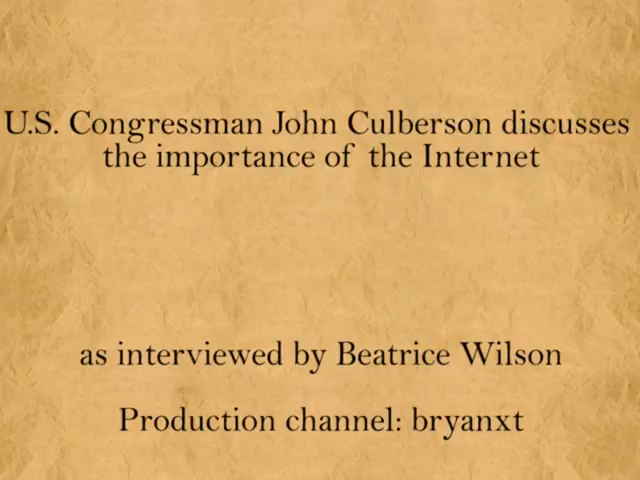 U.S. Congressman John Culberson discusses
the importance of the Internet
as interviewed by Beatrice Wilson
Production channel: bryanxt